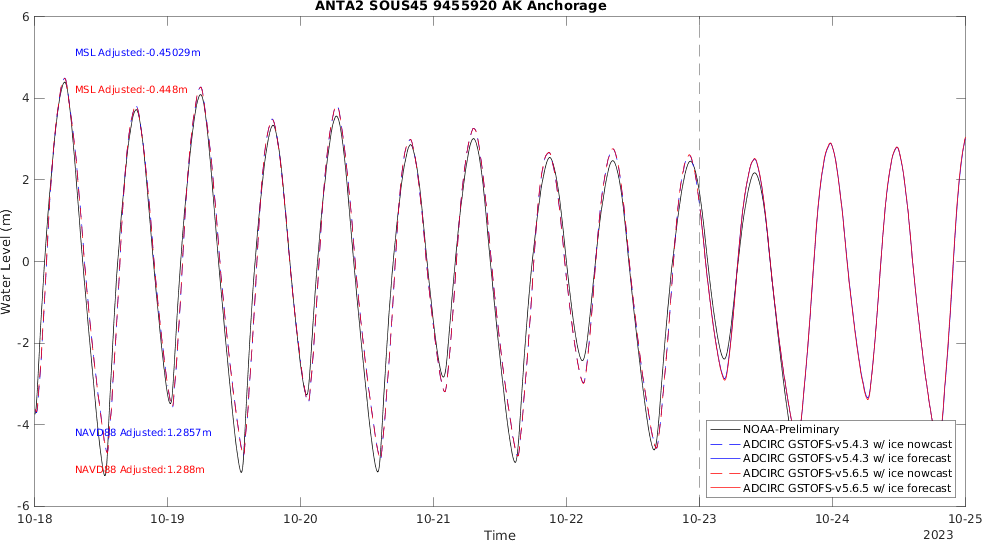 ANTA2 SOUS45 9455920 AK Anchorage
6
MSL Adjusted:-0.45029m
MSL Adjusted:-0.448m
4
2
0
-2
-4
-6
Water Level (m)
NAVD88 Adjusted:1.2857m
NAVD88 Adjusted:1.288m
NOAA-Preliminary
ADCIRC GSTOFS-v5.4.3 w/ ice nowcast
ADCIRC GSTOFS-v5.4.3 w/ ice forecast
ADCIRC GSTOFS-v5.6.5 w/ ice nowcast
ADCIRC GSTOFS-v5.6.5 w/ ice forecast
10-18 10-19 10-20 10-21 10-22 10-23 10-24 10-25
Time
2023